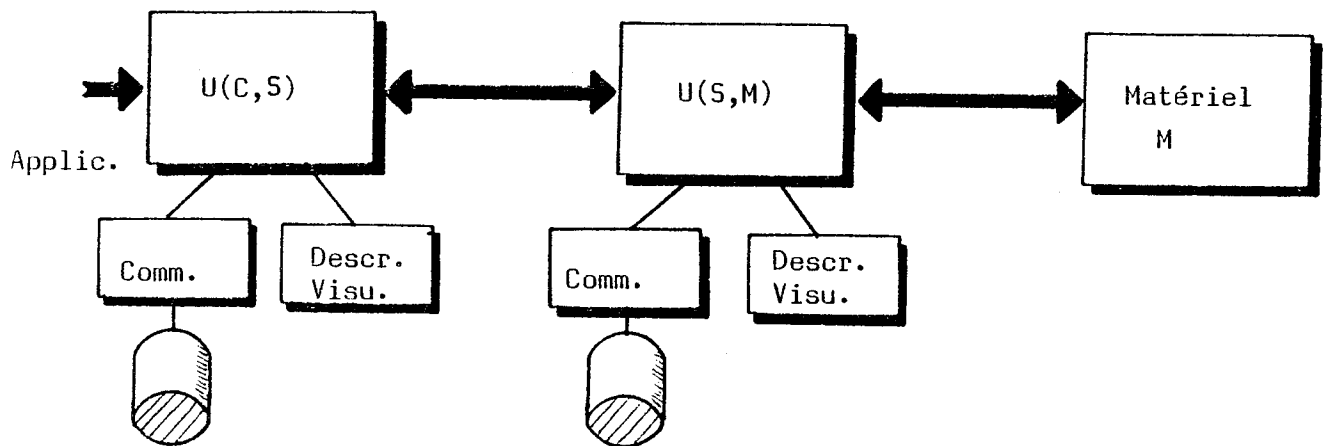 U(C,S)
U(S,M)
Matériel
M
Applic.
Comm.
Descr.
Visu.
Comm.
Descr.
Visu.